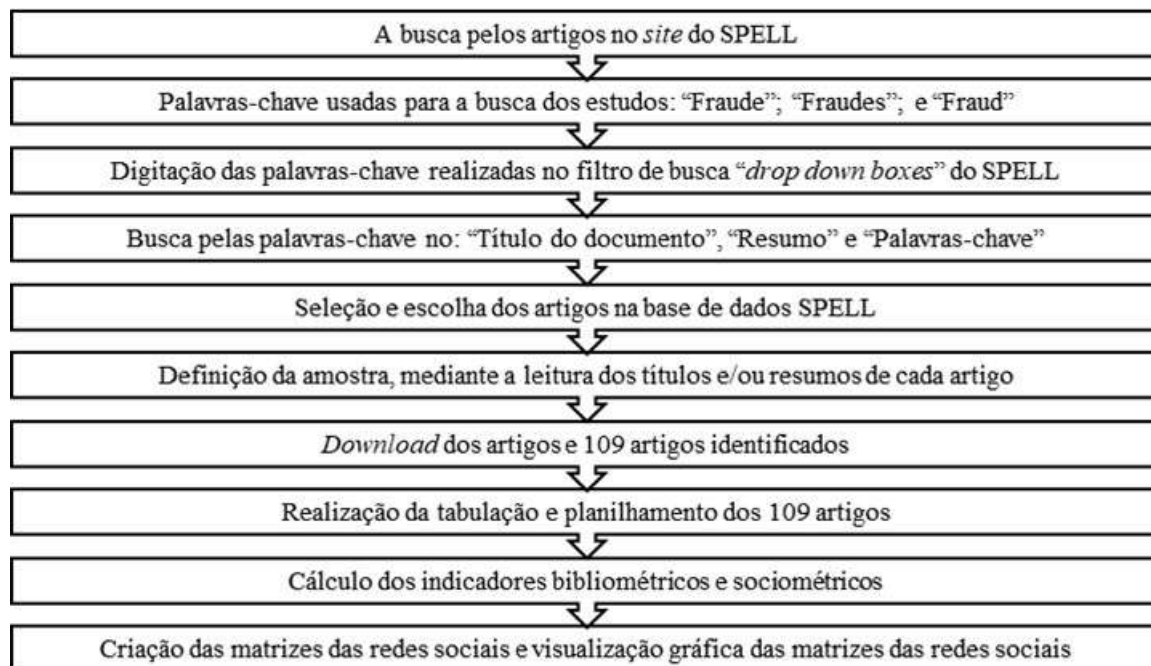 A busca pelos artigos no site do SPELL
Palavras-chave usadas para a busca dos estudos: “Fraude”; “Fraudes”; e “Fraud”
Digitação das palavras-chave realizadas no filtro de busca “drop down boxes” do SPELL
Busca pelas palavras-chave no: “Título do documento”, “Resumo” e “Palavras-chave”
Seleção e escolha dos artigos na base de dados SPELL
Definição da amostra, mediante a leitura dos títulos e/ou resumos de cada artigo
Download dos artigos e 109 artigos identificados
Realização da tabulação e planilhamento dos 109 artigos
Cálculo dos indicadores bibliométricos e sociométricos
Criação das matrizes das redes sociais e visualização gráfica das matrizes das redes sociais